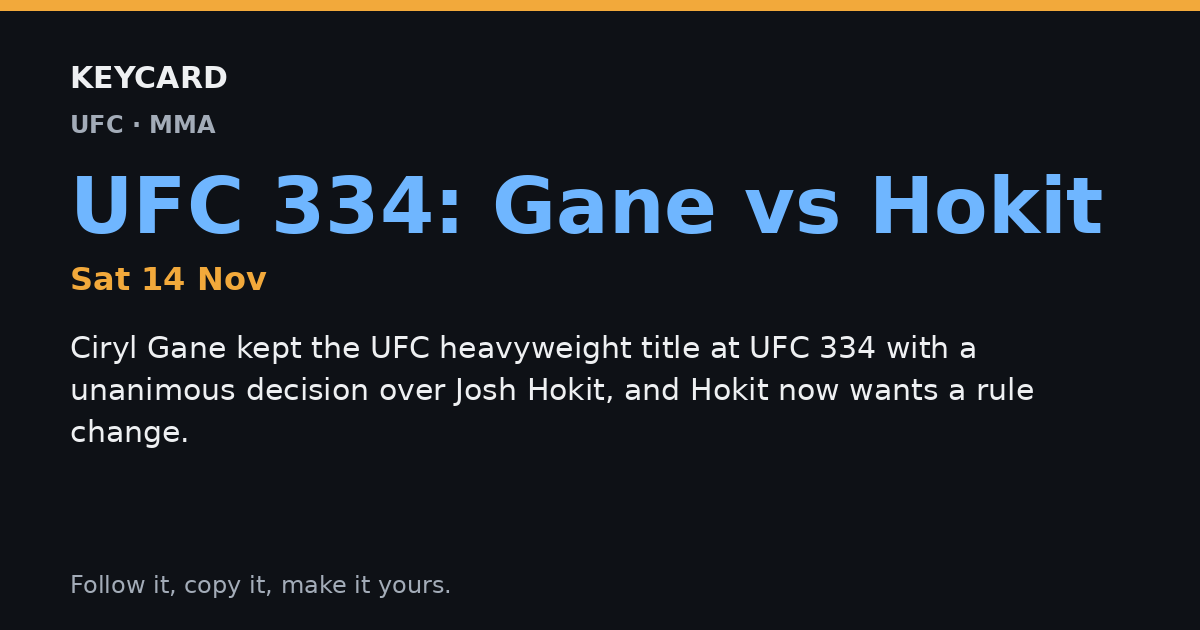 KEYCARD
UFC · MMA
UFC 334: Gane vs Hokit
Sat 14 Nov
Ciryl Gane kept the UFC heavyweight title at UFC 334 with a
unanimous decision over Josh Hokit, and Hokit now wants a rule
change.
Follow it, copy it, make it yours.